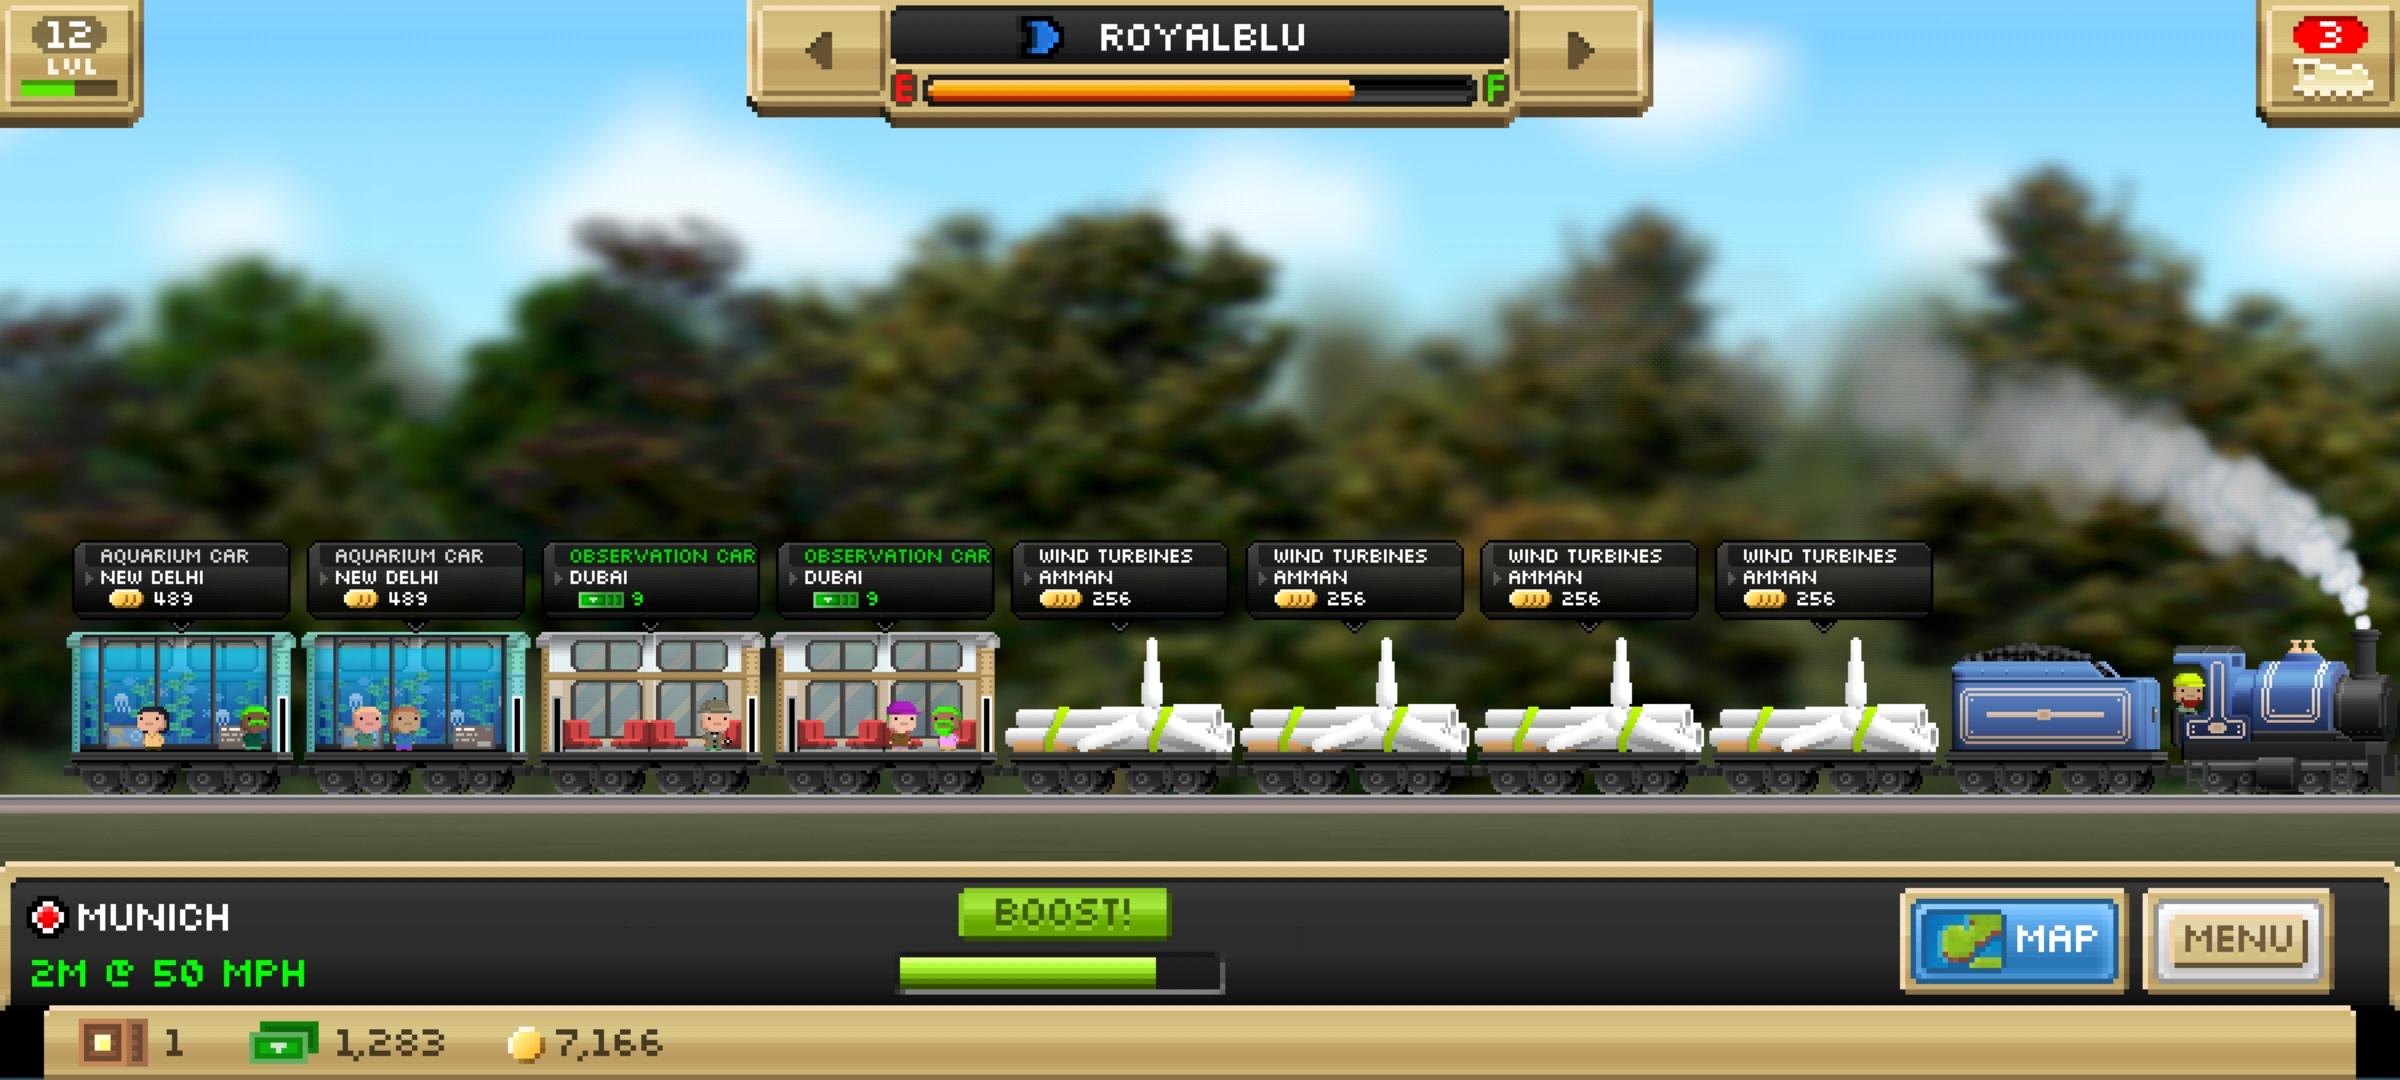 12
LVL
ROYALBLU
E F
3
AQUARIUM CAR
NEW DELHI
489
AQUARIUM CAR
NEW DELHI
489
OBSERVATION CAR
DUBAI
9
OBSERVATION CAR
DUBAI
9
WIND TURBINES
AMMAN
256
WIND TURBINES
AMMAN
256
WIND TURBINES
AMMAN
256
WIND TURBINES
AMMAN
256
MUNICH
2M @ 50 MPH
BOOST!
MAP
MENU
1 1,283 7,166